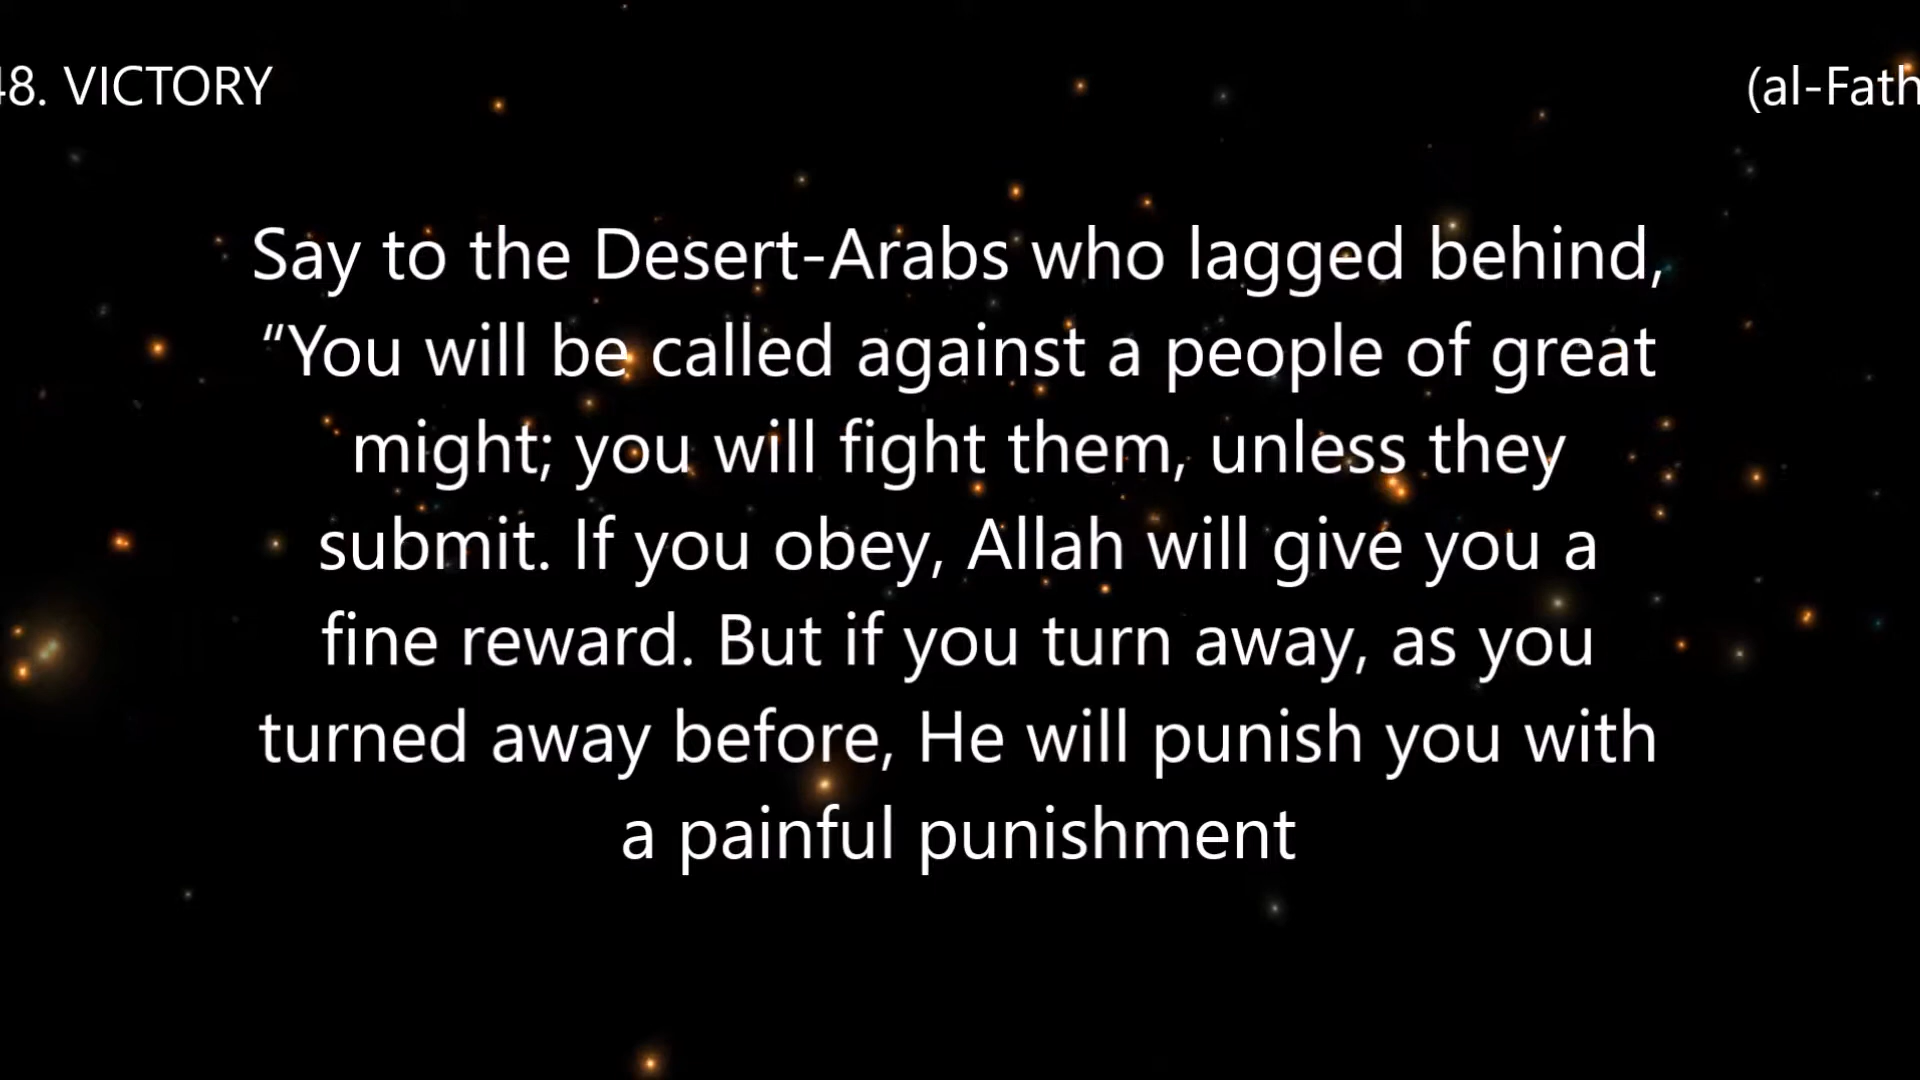 48. VICTORY
(al-Fath
Say to the Desert-Arabs who lagged behind,
“You will be called against a people of great
might; you will fight them, unless they
submit. If you obey, Allah will give you a
fine reward. But if you turn away, as you
turned away before, He will punish you with
a painful punishment